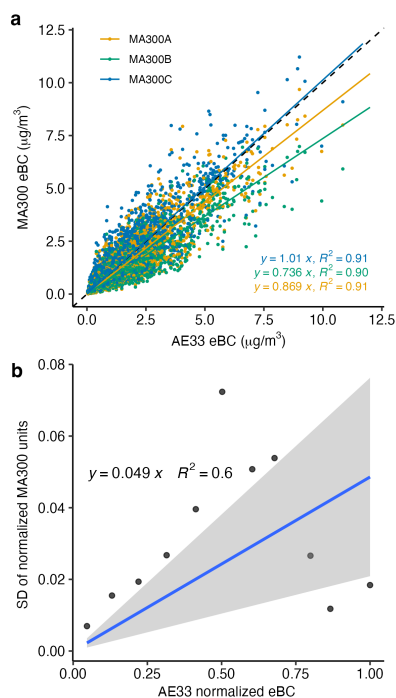 a
12.5
10.0
7.5
5.0
2.5
0.0
MA300 eBC (μg/m³)
MA300A
MA300B
MA300C
y = 1.01 x, R² = 0.91
y = 0.736 x, R² = 0.90
y = 0.869 x, R² = 0.91
0.0 2.5 5.0 7.5 10.0 12.5
AE33 eBC (μg/m³)
b
0.08
0.06
0.04
0.02
0.00
SD of normalized MA300 units
y = 0.049 x R² = 0.6
0.00 0.25 0.50 0.75 1.00
AE33 normalized eBC